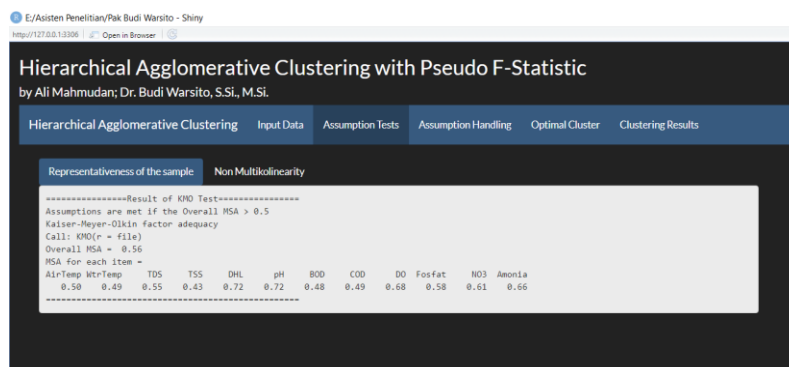 E:/Asisten Penelitian/Pak Budi Warsito - Shiny
http://127.0.0.1:3306 Open in Browser
Hierarchical Agglomerative Clustering with Pseudo F-Statistic
by Ali Mahmudan; Dr. Budi Warsito, S.Si., M.Si.
Hierarchical Agglomerative Clustering Input Data Assumption Tests Assumption Handling Optimal Cluster Clustering Results
Representativeness of the sample Non Multikolinearity
================Result of KMO Test================
Assumptions are met if the Overall MSA > 0.5
Kaiser-Meyer-Olkin factor adequacy
Call: KMO(r = file)
Overall MSA = 0.56
MSA for each item =
AirTemp WtrTemp TDS TSS DHL pH BOD COD DO Fosfat NO3 Amonia
0.50 0.49 0.55 0.43 0.72 0.72 0.48 0.49 0.68 0.58 0.61 0.66
==================================================